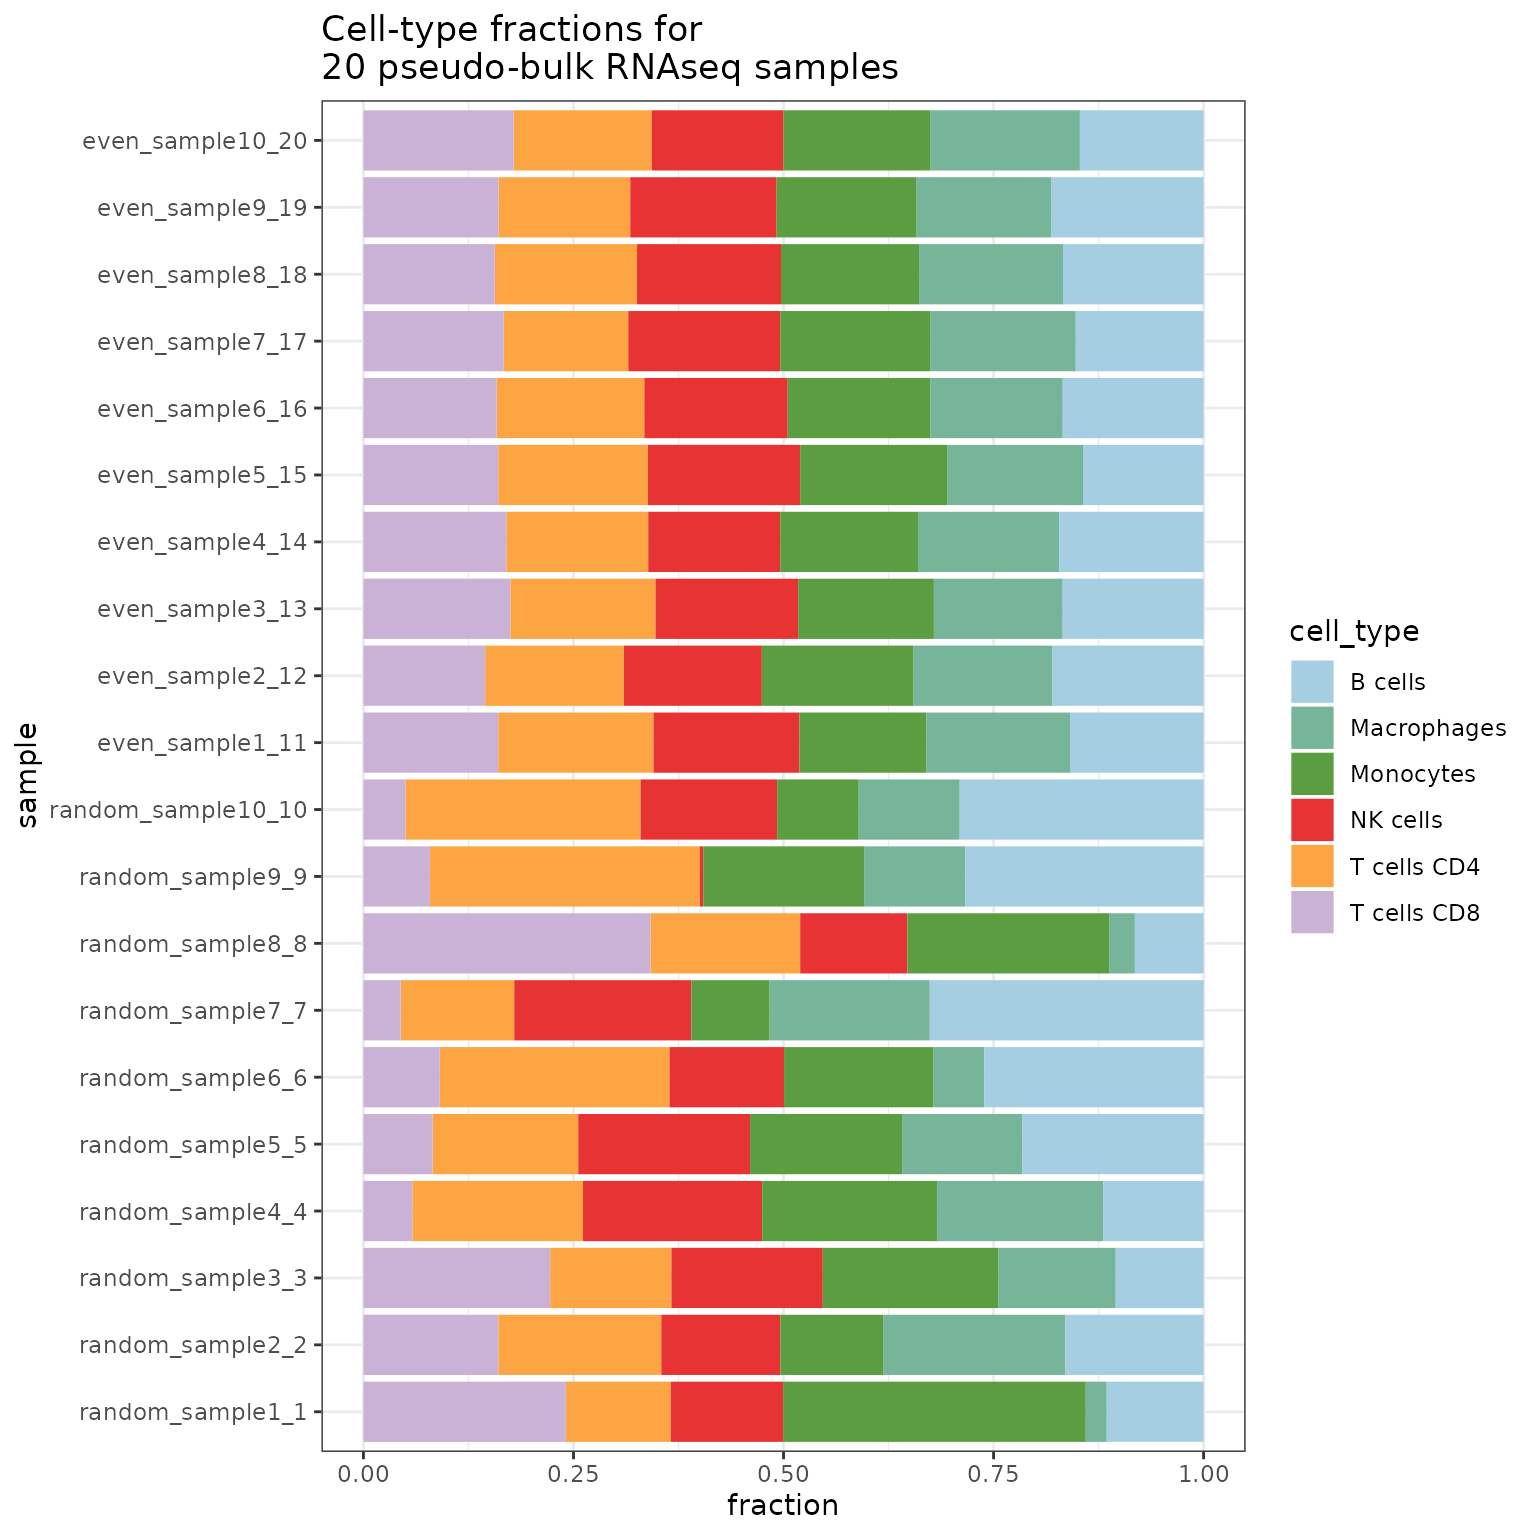 Cell-type fractions for
20 pseudo-bulk RNAseq samples
even_sample10_20
even_sample9_19
even_sample8_18
even_sample7_17
even_sample6_16
even_sample5_15
even_sample4_14
even_sample3_13
even_sample2_12
even_sample1_11
random_sample10_10
random_sample9_9
random_sample8_8
random_sample7_7
random_sample6_6
random_sample5_5
random_sample4_4
random_sample3_3
random_sample2_2
random_sample1_1
sample
0.00 0.25 0.50 0.75 1.00
fraction
cell_type
B cells
Macrophages
Monocytes
NK cells
T cells CD4
T cells CD8